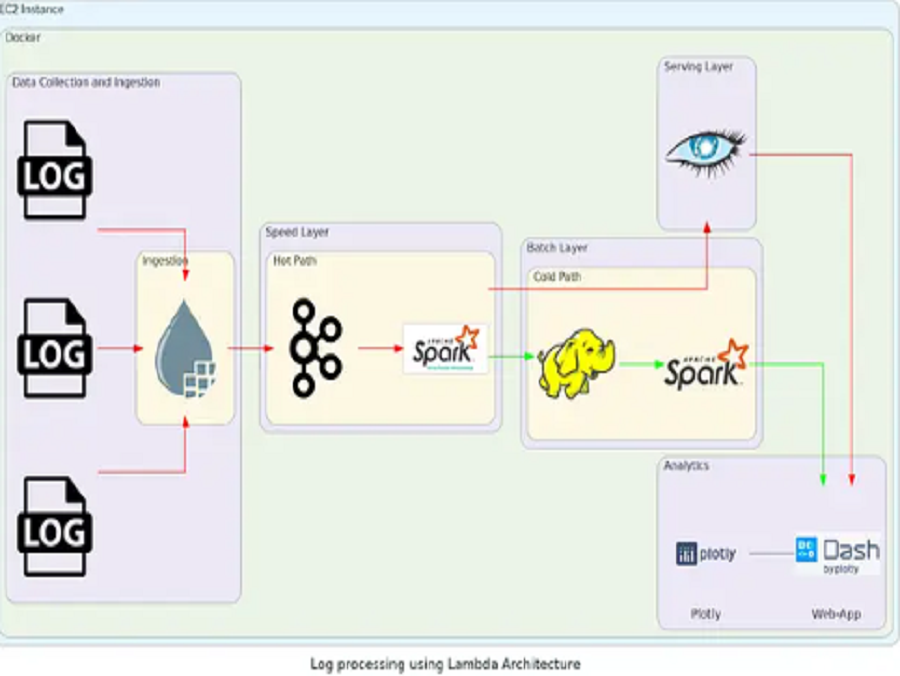 EC2 Instance
Docker
Data Collection and Ingestion
LOG
LOG
LOG
Ingestion
Speed Layer
Hot Path
APACHE
Spark
Batch Layer
Cold Path
APACHE
Spark
Serving Layer
Analytics
plotly
Dash
by plotly
Plotly
Web-App
Log processing using Lambda Architecture